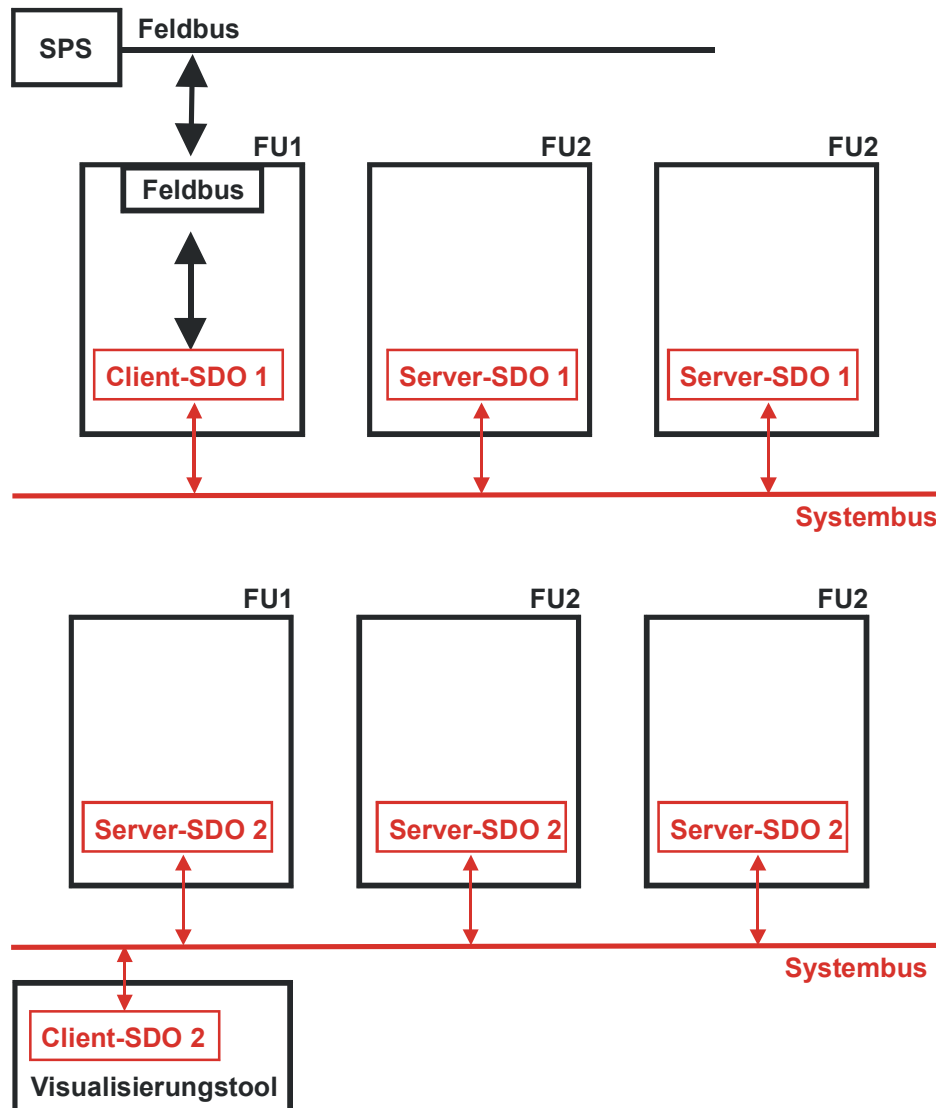 Feldbus
SPS
FU1
FU2
FU2
Feldbus
Client-SDO 1
Server-SDO 1
Server-SDO 1
Systembus
FU1
FU2
FU2
Server-SDO 2
Server-SDO 2
Server-SDO 2
Systembus
Client-SDO 2
Visualisierungstool